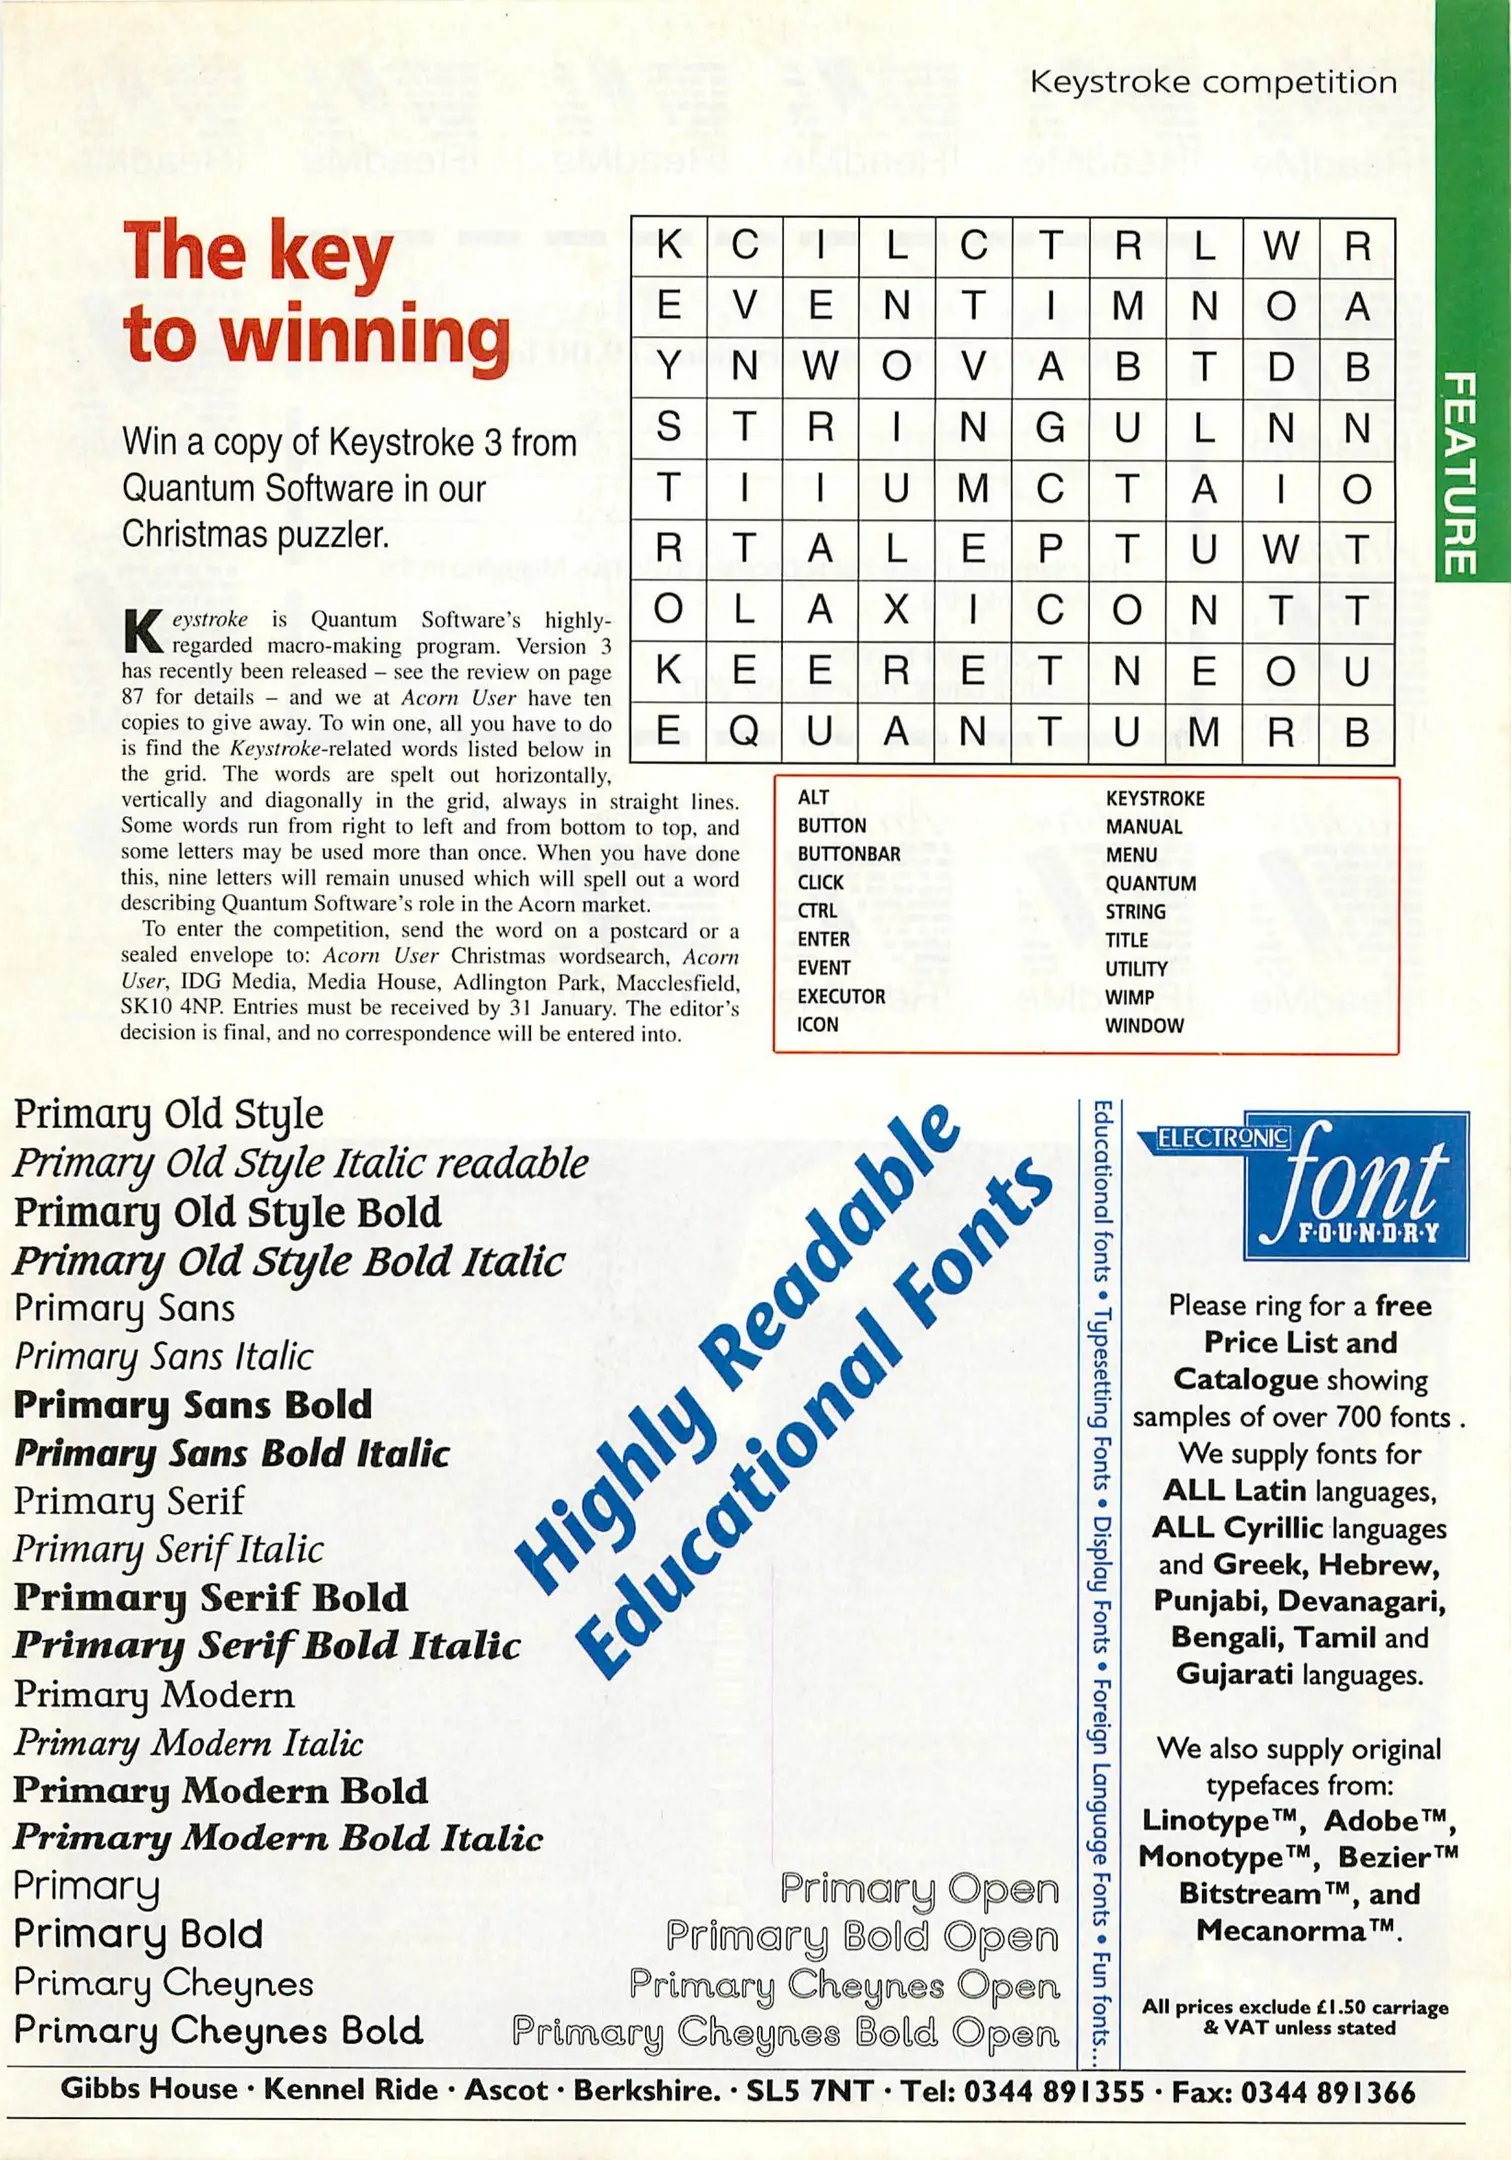 Keystroke competition
FEATURE
The key
to winning
Win a copy of Keystroke 3 from
Quantum Software in our
Christmas puzzler.
Keystroke is Quantum Software's highly-
regarded macro-making program. Version 3
has recently been released – see the review on page
87 for details – and we at Acorn User have ten
copies to give away. To win one, all you have to do
is find the Keystroke-related words listed below in
the grid. The words are spelt out horizontally,
vertically and diagonally in the grid, always in straight lines.
Some words run from right to left and from bottom to top, and
some letters may be used more than once. When you have done
this, nine letters will remain unused which will spell out a word
describing Quantum Software's role in the Acorn market.
To enter the competition, send the word on a postcard or a
sealed envelope to: Acorn User Christmas wordsearch, Acorn
User, IDG Media, Media House, Adlington Park, Macclesfield,
SK10 4NP. Entries must be received by 31 January. The editor's
decision is final, and no correspondence will be entered into.
K C I L C T R L W R
E V E N T I M N O A
Y N W O V A B T D B
S T R I N G U L N N
T I I U M C T A I O
R T A L E P T U W T
O L A X I C O N T T
K E E R E T N E O U
E Q U A N T U M R B
ALT
BUTTON
BUTTONBAR
CLICK
CTRL
ENTER
EVENT
EXECUTOR
ICON
KEYSTROKE
MANUAL
MENU
QUANTUM
STRING
TITLE
UTILITY
WIMP
WINDOW
Primary Old Style
Primary Old Style Italic readable
Primary Old Style Bold
Primary Old Style Bold Italic
Primary Sans
Primary Sans Italic
Primary Sans Bold
Primary Sans Bold Italic
Primary Serif
Primary Serif Italic
Primary Serif Bold
Primary Serif Bold Italic
Primary Modern
Primary Modern Italic
Primary Modern Bold
Primary Modern Bold Italic
Primary
Primary Bold
Primary Cheynes
Primary Cheynes Bold
Highly Readable
Educational Fonts
Primary Open
Primary Bold Open
Primary Cheynes Open
Primary Cheynes Bold Open
Educational fonts • Typesetting Fonts • Display Fonts • Foreign Language Fonts • Fun fonts...
ELECTRONIC
font
F·O·U·N·D·R·Y
Please ring for a free
Price List and
Catalogue showing
samples of over 700 fonts .
We supply fonts for
ALL Latin languages,
ALL Cyrillic languages
and Greek, Hebrew,
Punjabi, Devanagari,
Bengali, Tamil and
Gujarati languages.
We also supply original
typefaces from:
Linotype™, Adobe™,
Monotype™, Bezier™
Bitstream™, and
Mecanorma™.
All prices exclude £1.50 carriage
& VAT unless stated
Gibbs House · Kennel Ride · Ascot · Berkshire. · SL5 7NT · Tel: 0344 891355 · Fax: 0344 891366